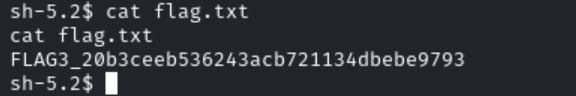 sh-5.2$ cat flag.txt
cat flag.txt
FLAG3_20b3ceeb536243acb721134dbebe9793
sh-5.2$